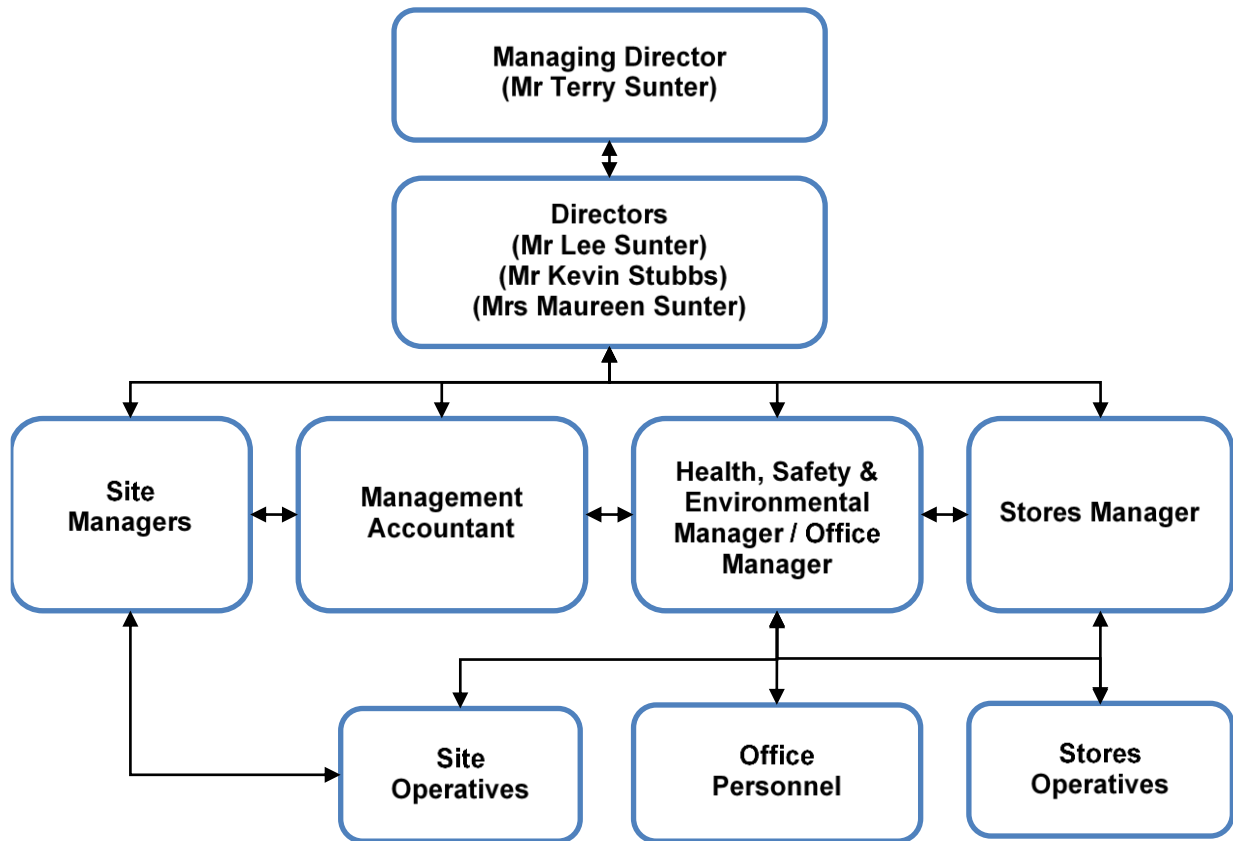 Managing Director
(Mr Terry Sunter)
Directors
(Mr Lee Sunter)
(Mr Kevin Stubbs)
(Mrs Maureen Sunter)
Site
Managers
Management
Accountant
Health, Safety &
Environmental
Manager / Office
Manager
Stores Manager
Site
Operatives
Office
Personnel
Stores
Operatives